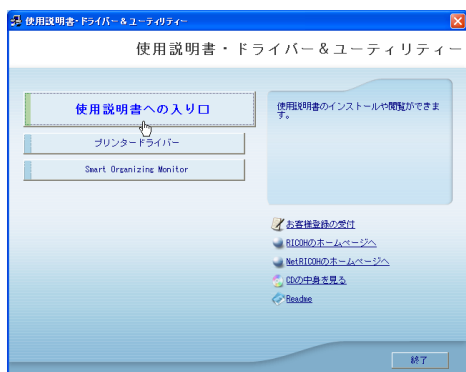 使用説明書・ドライバー＆ユーティリティー
使用説明書・ドライバー＆ユーティリティー
使用説明書への入り口
プリンタードライバー
Smart Organizing Monitor
使用説明書のインストールや閲覧ができま
す。
お客様登録の受付
RICOHのホームページへ
NetRICOHのホームページへ
CDの中身を見る
Readme
終了